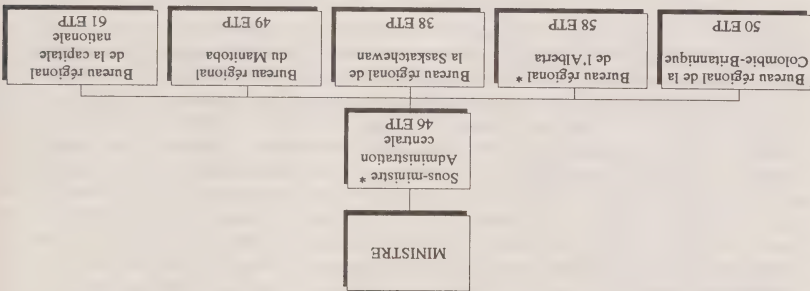 MINISTRE
Sous-ministre *
Administration
centrale
46 ETP
Bureau régional de la
Colombie-Britannique
50 ETP
Bureau régional *
de l'Alberta
58 ETP
Bureau régional de
la Saskatchewan
38 ETP
Bureau régional
du Manitoba
49 ETP
Bureau régional
de la capitale
nationale
61 ETP